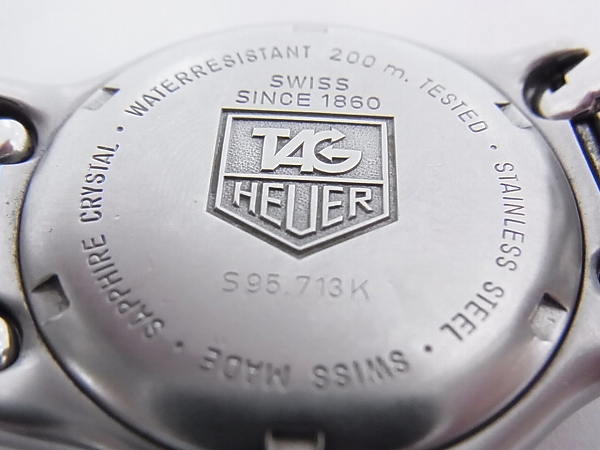 SWISS
SINCE 1860
TAG
HEUER
S95.713K
WATERRESISTANT 200 m. TESTED • STAINLESS STEEL • SWISS MADE • SAPPHIRE CRYSTAL •